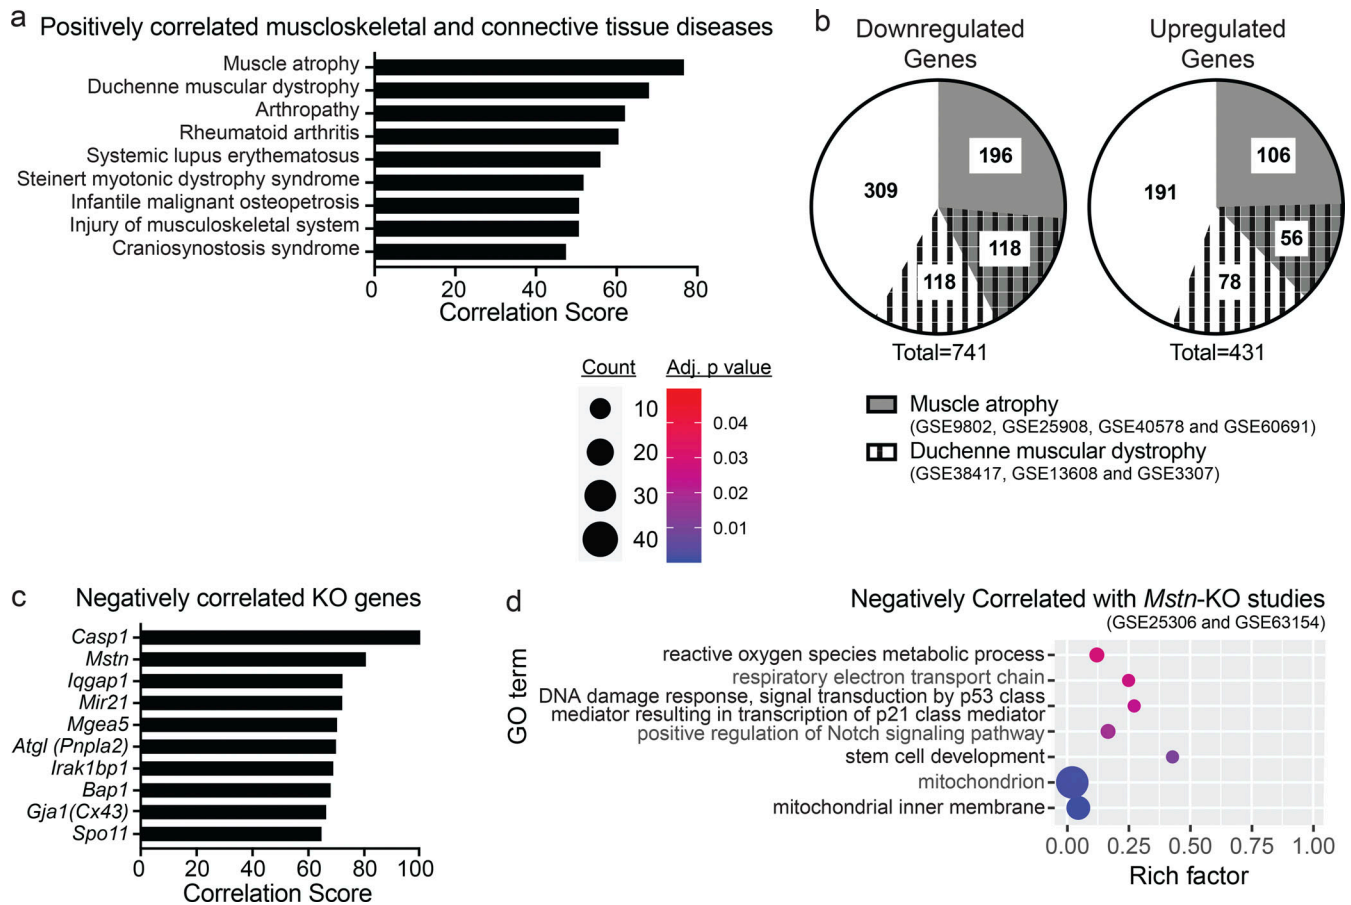 a
Positively correlated muscloskeletal and connective tissue diseases
Muscle atrophy
Duchenne muscular dystrophy
Arthropathy
Rheumatoid arthritis
Systemic lupus erythematosus
Steinert myotonic dystrophy syndrome
Infantile malignant osteopetrosis
Injury of musculoskeletal system
Craniosynostosis syndrome
0 20 40 60 80
Correlation Score
b
Downregulated Genes
309
196
118
118
Total=741
Upregulated Genes
191
106
56
78
Total=431
Muscle atrophy
(GSE9802, GSE25908, GSE40578 and GSE60691)
Duchenne muscular dystrophy
(GSE38417, GSE13608 and GSE3307)
Count
10
20
30
40
Adj. p value
0.04
0.03
0.02
0.01
c
Negatively correlated KO genes
Casp1
Mstn
Iqgap1
Mir21
Mgea5
Atgl (Pnpla2)
Irak1bp1
Bap1
Gja1(Cx43)
Spo11
0 20 40 60 80 100
Correlation Score
d
Negatively Correlated with Mstn-KO studies
(GSE25306 and GSE63154)
GO term
reactive oxygen species metabolic process
respiratory electron transport chain
DNA damage response, signal transduction by p53 class
mediator resulting in transcription of p21 class mediator
positive regulation of Notch signaling pathway
stem cell development
mitochondrion
mitochondrial inner membrane
0.00 0.25 0.50 0.75 1.00
Rich factor